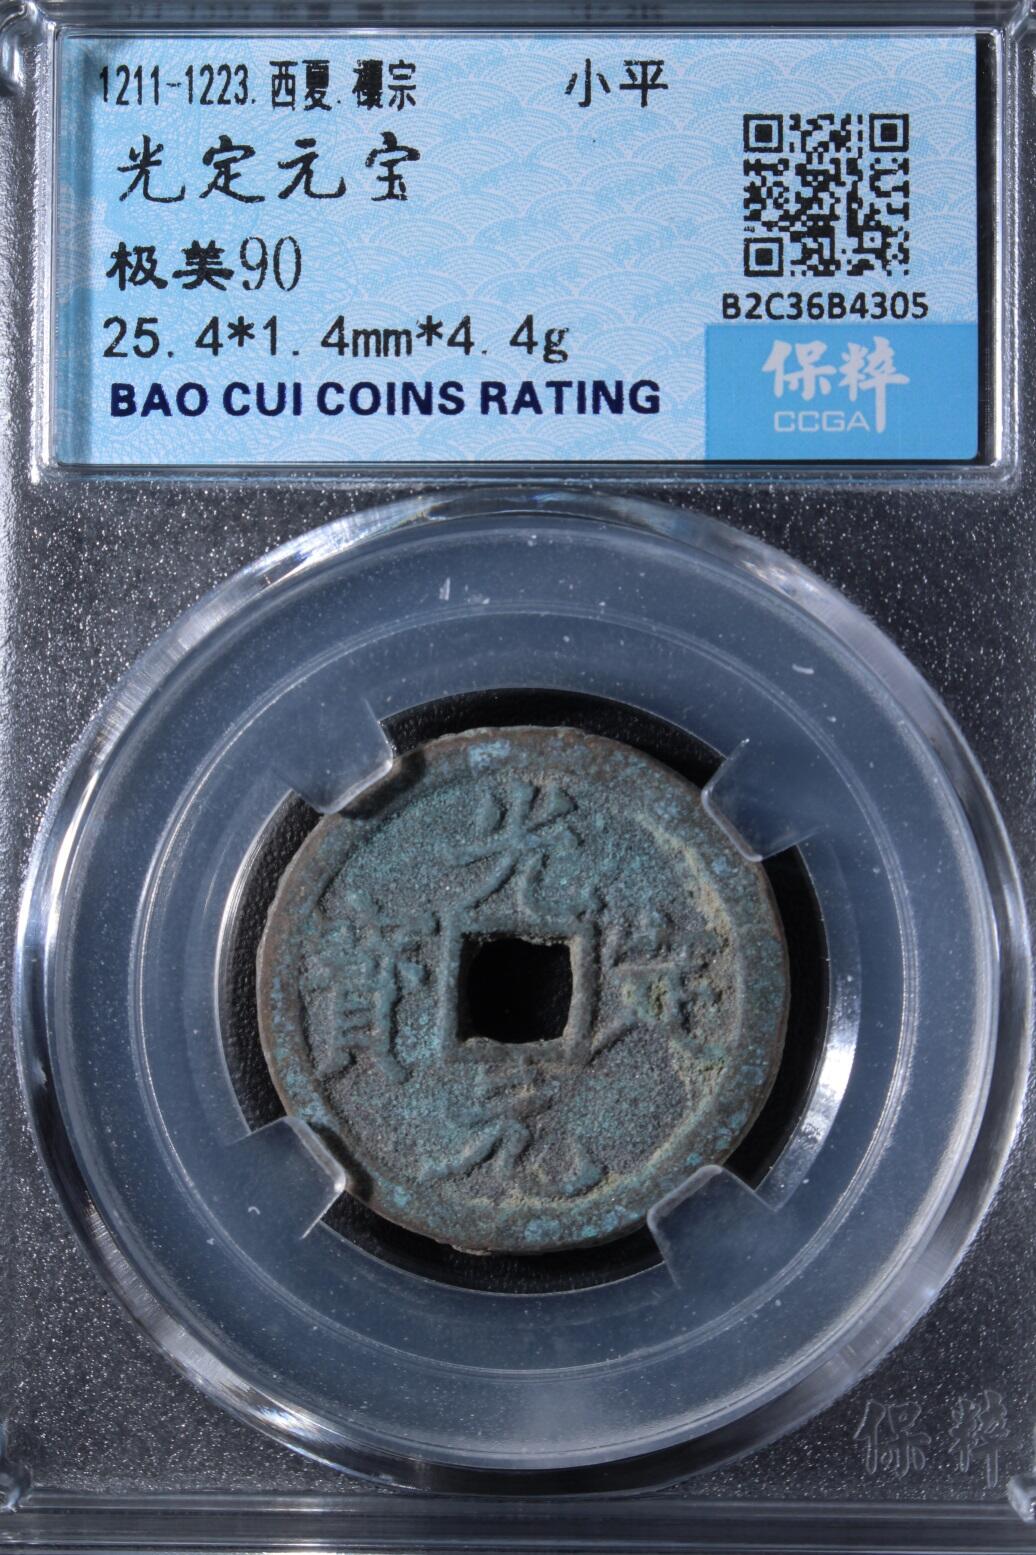 1211-1223.西夏. 宗 小平
光定元宝
极美90
25.4*1.4mm*4.4g
BAO CUI COINS RATING
B2C36B4305
保粹
CCGA
光定元寶
保粹